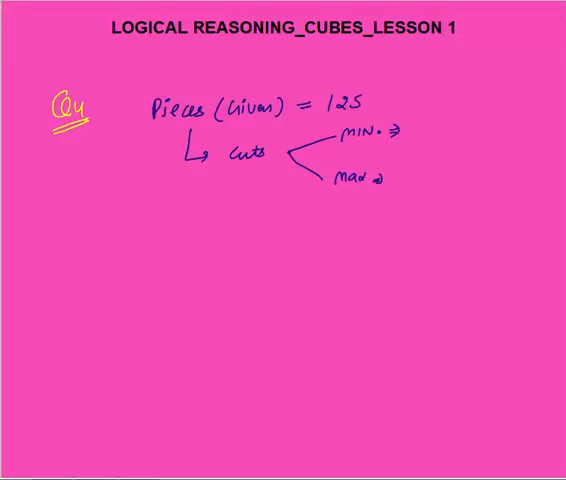 LOGICAL REASONING_CUBES_LESSON 1
Q4 Pieces (Given) = 125
↳ cuts
MIN. ⇒
Max ⇒